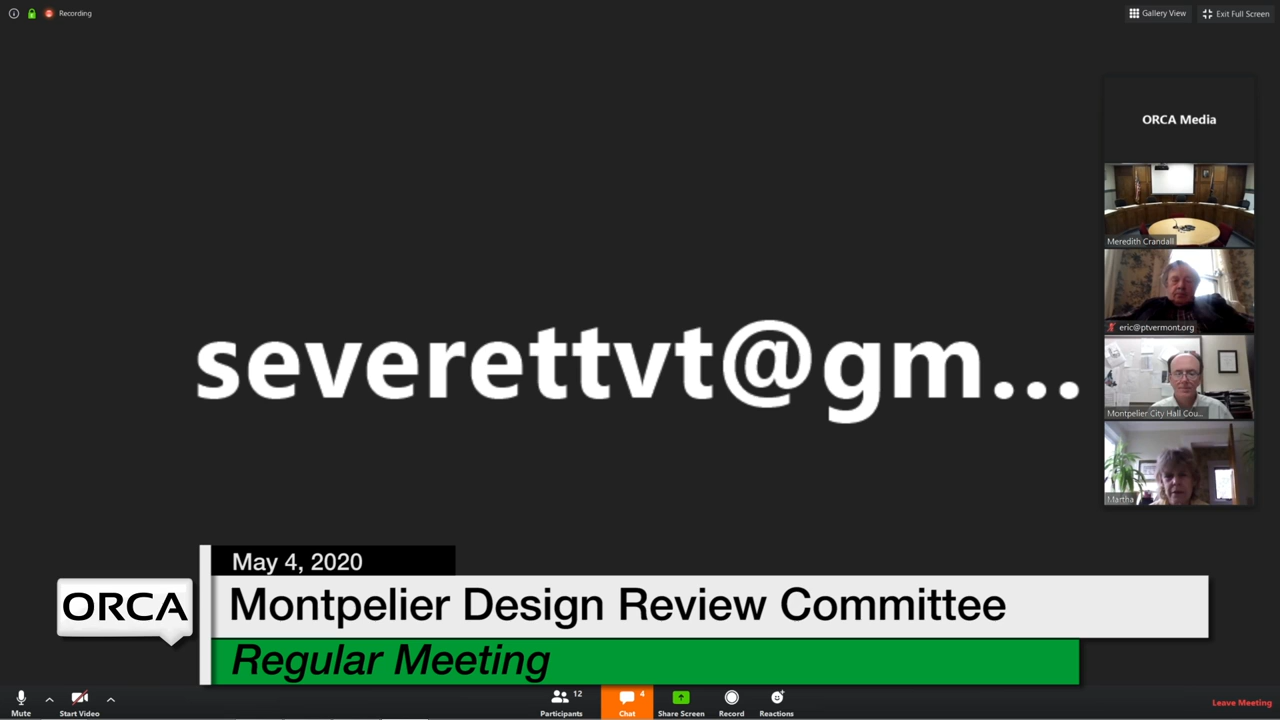 Recording
Gallery View
Exit Full Screen
ORCA Media
Meredith Crandall
eric@ptvermont.org
severettvt@gm...
Montpelier City Hall Cou...
Martha
May 4, 2020
ORCA
Montpelier Design Review Committee
Regular Meeting
Mute
Start Video
12
Participants
4
Chat
Share Screen
Record
Reactions
Leave Meeting